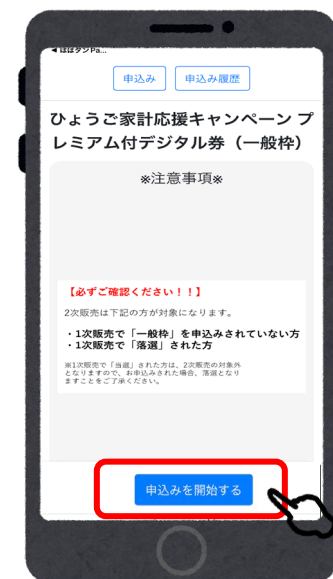 ◀ はばタンPa...
申込み 申込み履歴
ひょうご家計応援キャンペーン プ
レミアム付デジタル券（一般枠）
※注意事項※
【必ずご確認ください！！】
2次販売は下記の方が対象になります。
・1次販売で「一般枠」を申込みされていない方
・1次販売で「落選」された方
※1次販売で「当選」された方は、2次販売の対象外
となりますので、お申込みされた場合、落選となり
ますことをご了承ください。
申込みを開始する